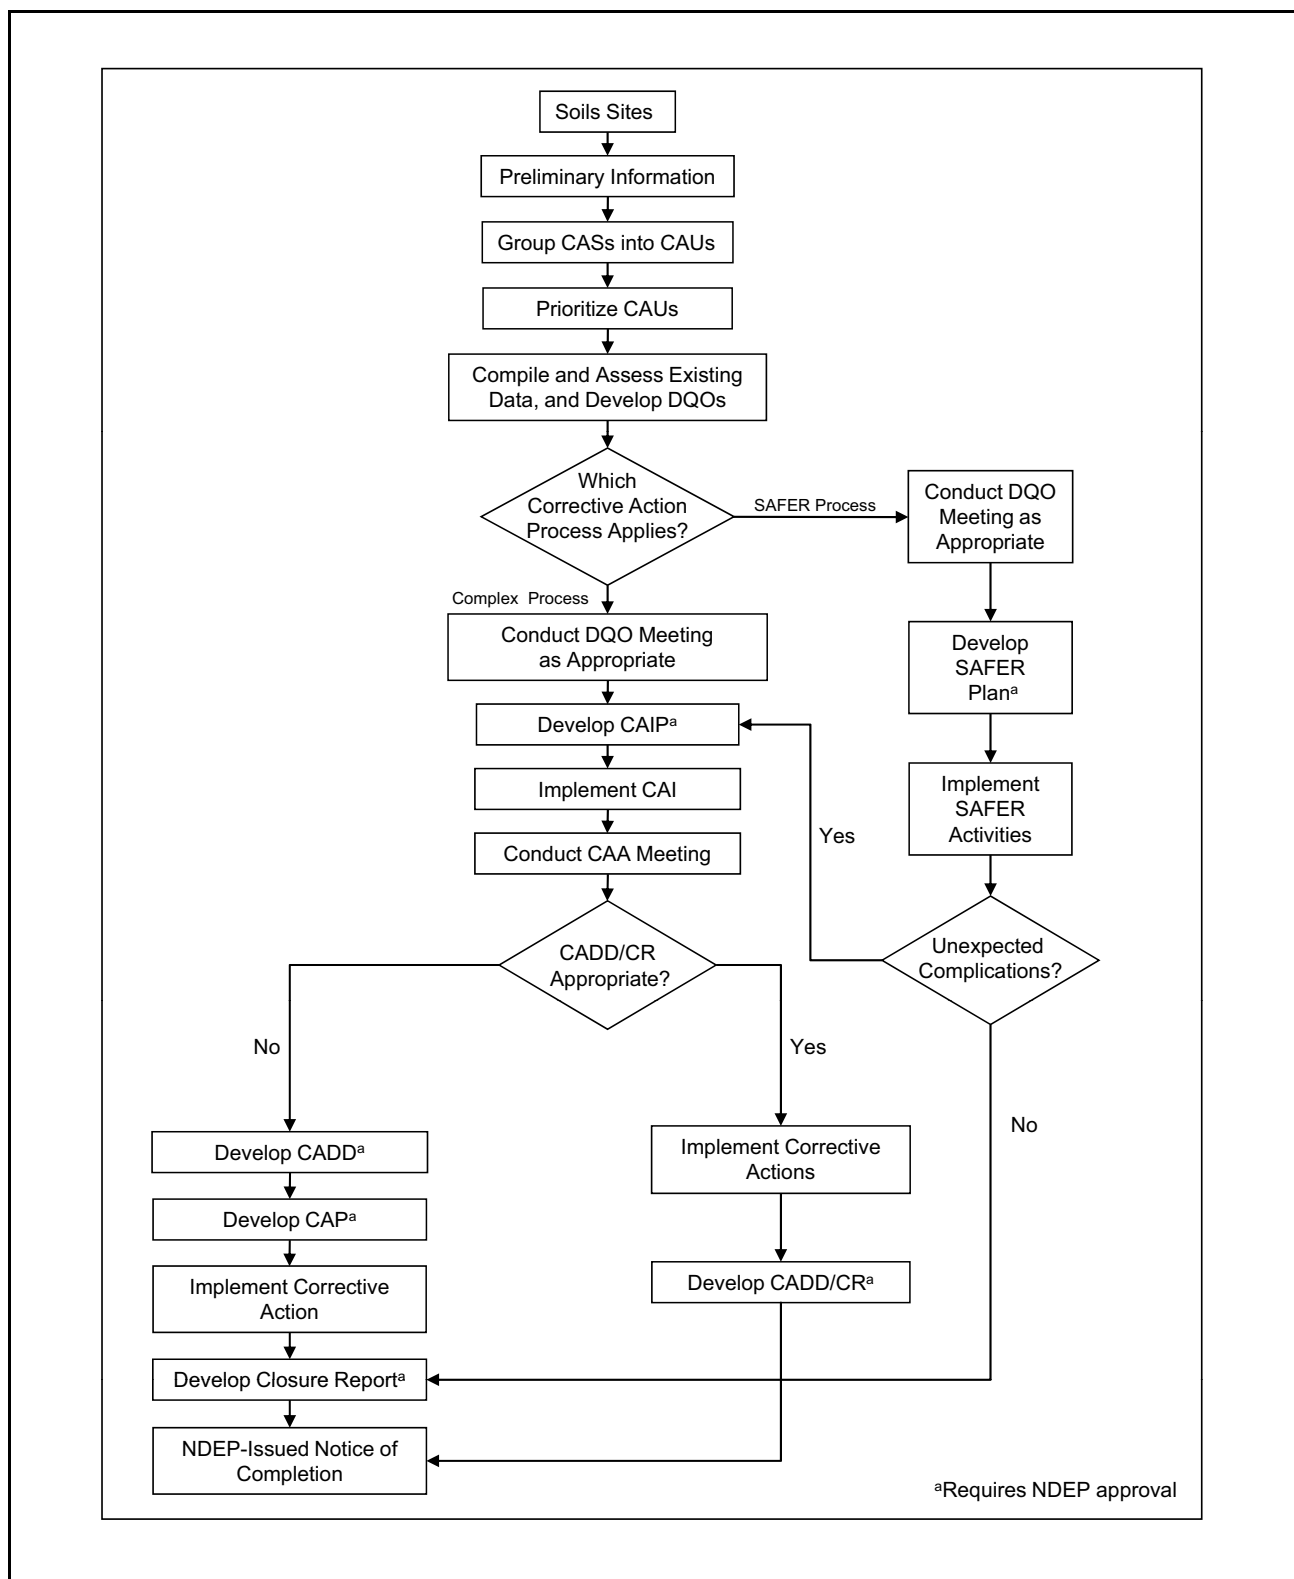 Soils Sites
Preliminary Information
Group CASs into CAUs
Prioritize CAUs
Compile and Assess Existing
Data, and Develop DQOs
Which
Corrective Action
Process Applies?
SAFER Process
Conduct DQO
Meeting as
Appropriate
Complex Process
Conduct DQO Meeting
as Appropriate
Develop
SAFER
Planᵃ
Develop CAIPᵃ
Implement CAI
Implement
SAFER
Activities
Yes
Conduct CAA Meeting
CADD/CR
Appropriate?
Unexpected
Complications?
No
Yes
No
Develop CADDᵃ
Develop CAPᵃ
Implement Corrective
Action
Implement Corrective
Actions
Develop CADD/CRᵃ
Develop Closure Reportᵃ
NDEP-Issued Notice of
Completion
ᵃRequires NDEP approval